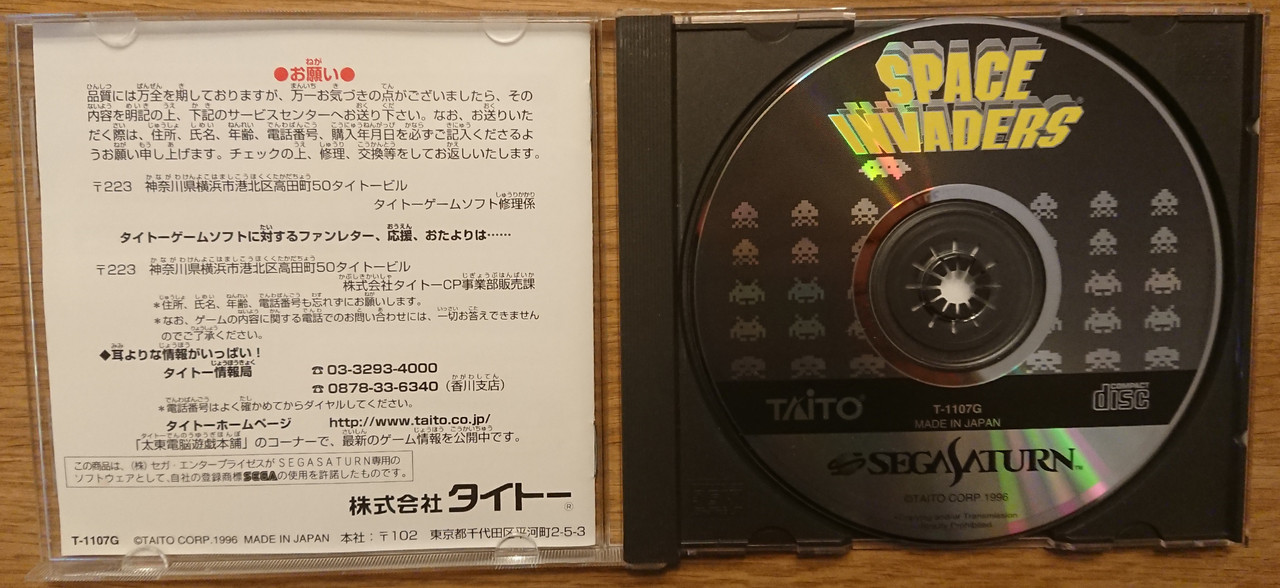 ●お願い●
品質には万全を期しておりますが、万一お気づきの点がございましたら、その
内容を明記の上、下記のサービスセンターへお送り下さい。なお、お送りいた
だく際は、住所、氏名、年齢、電話番号、購入年月日を必ずご記入くださるよ
うお願い申し上げます。チェックの上、修理、交換等をしてお返しいたします。
〒223 神奈川県横浜市港北区高田町50タイトービル
タイトーゲームソフト修理係
タイトーゲームソフトに対するファンレター、応援、おたよりは……
〒223 神奈川県横浜市港北区高田町50タイトービル
株式会社タイトーCP事業部販売課
*住所、氏名、年齢、電話番号も忘れずにお願いします。
*なお、ゲームの内容に関する電話でのお問い合わせには、一切お答えできません
のでご了承ください。
◆耳よりな情報がいっぱい!
タイトー情報局 ☎03-3293-4000
☎0878-33-6340(香川支店)
*電話番号はよく確かめてからダイヤルしてください。
タイトーホームページ http://www.taito.co.jp/
「太東電脳遊戯本舗」のコーナーで、最新のゲーム情報を公開中です。
この商品は、(株)セガ・エンタープライゼスがSEGASATURN専用の
ソフトウェアとして、自社の登録商標SEGAの使用を許諾したものです。
株式会社タイトー®
T-1107G ©TAITO CORP.1996 MADE IN JAPAN 本社:〒102 東京都千代田区平河町2-5-3
SPACE
INVADERS
TAITO®
T-1107G
MADE IN JAPAN
COMPACT
disc
SEGASATURN™
©TAITO CORP. 1996
and/or Transmission
Prohibited.